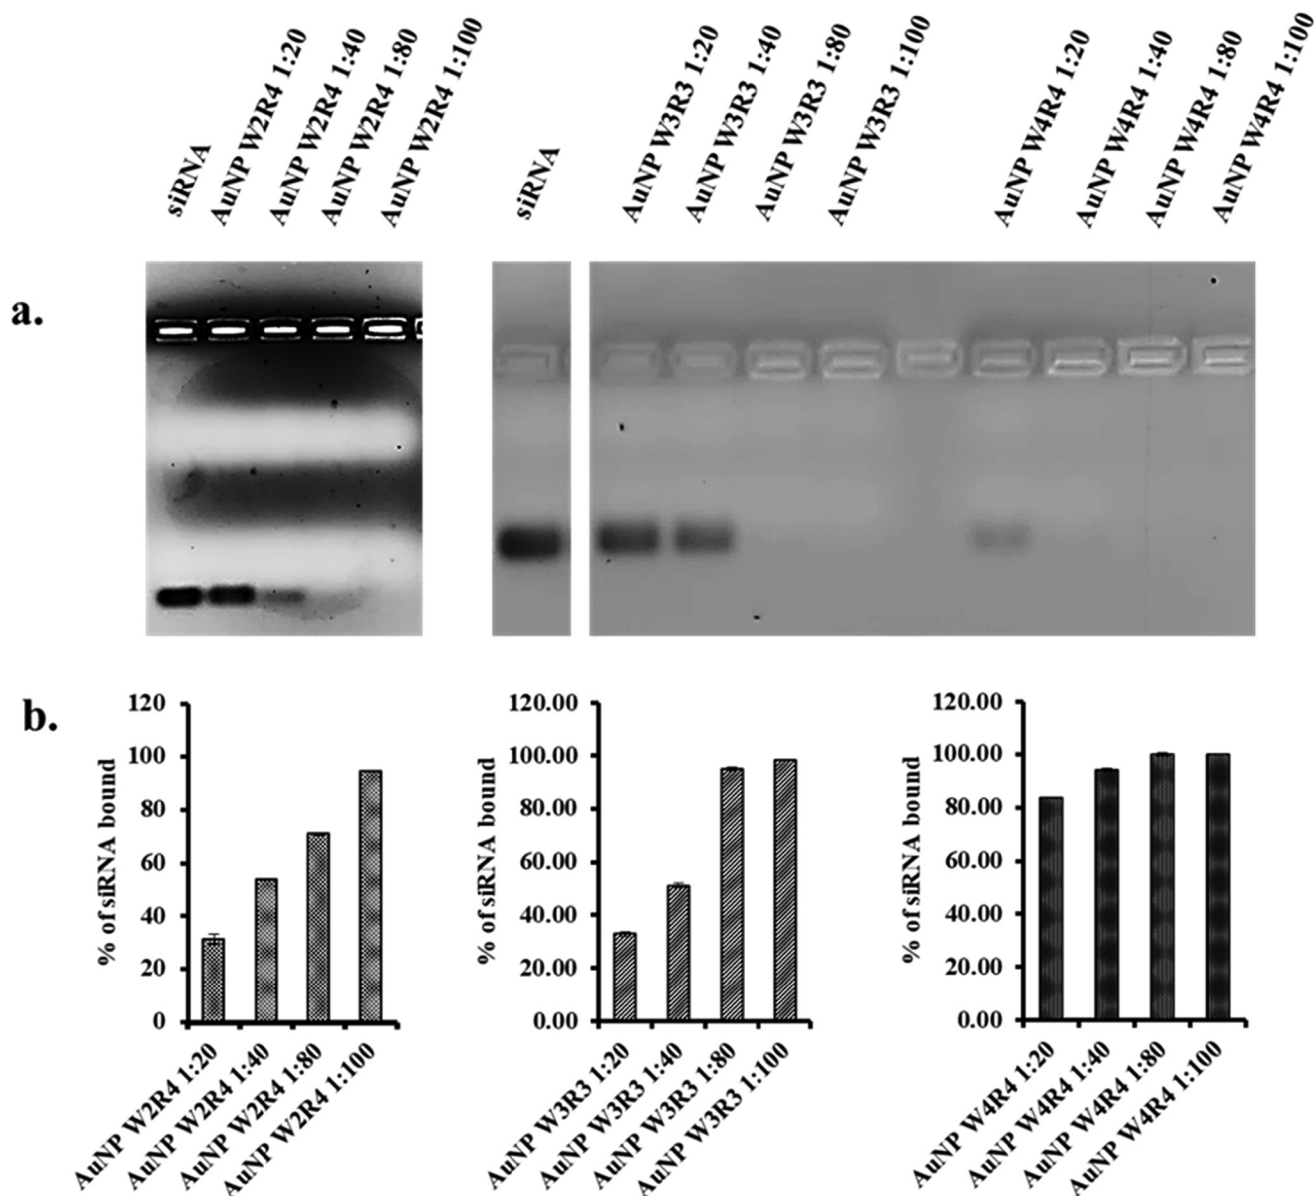 siRNA
AuNP W2R4 1:20
AuNP W2R4 1:40
AuNP W2R4 1:80
AuNP W2R4 1:100
siRNA
AuNP W3R3 1:20
AuNP W3R3 1:40
AuNP W3R3 1:80
AuNP W3R3 1:100
AuNP W4R4 1:20
AuNP W4R4 1:40
AuNP W4R4 1:80
AuNP W4R4 1:100
a.
b.
% of siRNA bound
120
100
80
60
40
20
0
AuNP W2R4 1:20
AuNP W2R4 1:40
AuNP W2R4 1:80
AuNP W2R4 1:100
% of siRNA bound
120.00
100.00
80.00
60.00
40.00
20.00
0.00
AuNP W3R3 1:20
AuNP W3R3 1:40
AuNP W3R3 1:80
AuNP W3R3 1:100
% of siRNA bound
120.00
100.00
80.00
60.00
40.00
20.00
0.00
AuNP W4R4 1:20
AuNP W4R4 1:40
AuNP W4R4 1:80
AuNP W4R4 1:100